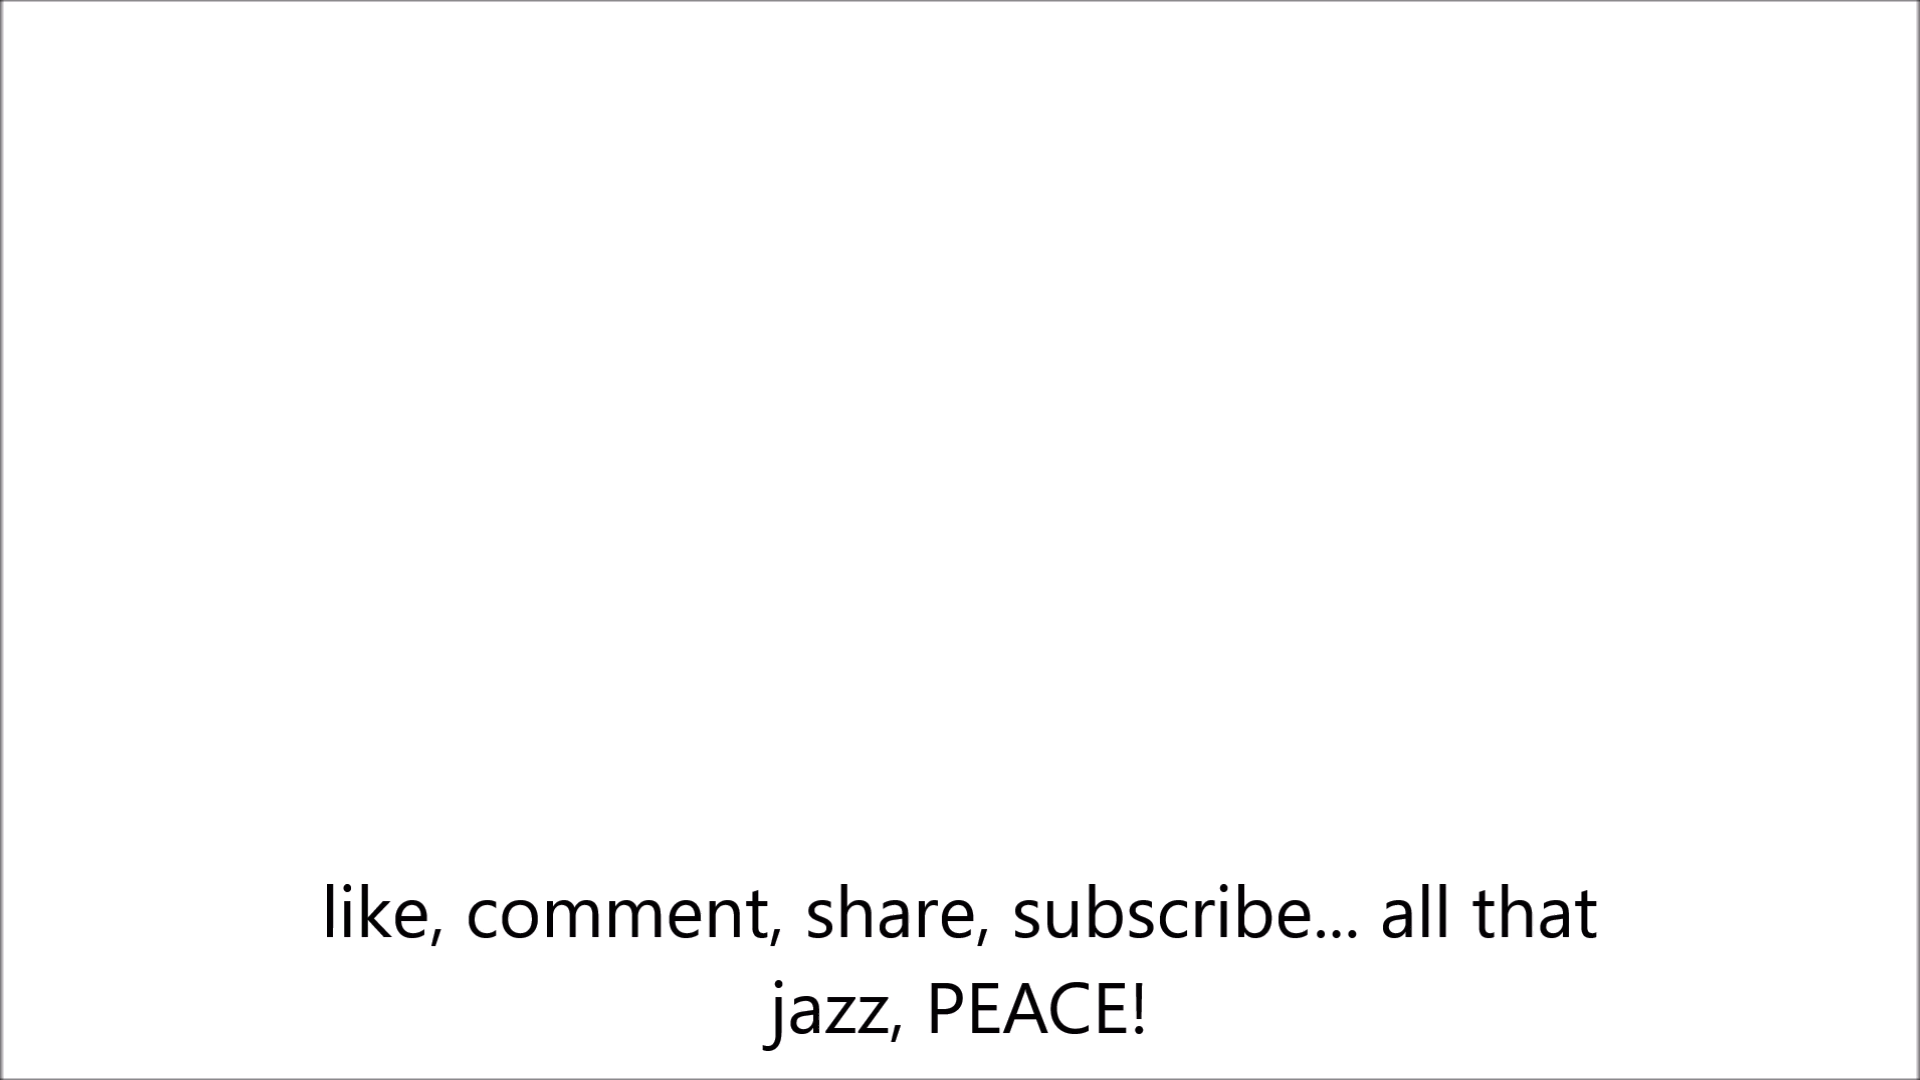 like, comment, share, subscribe... all that
jazz, PEACE!